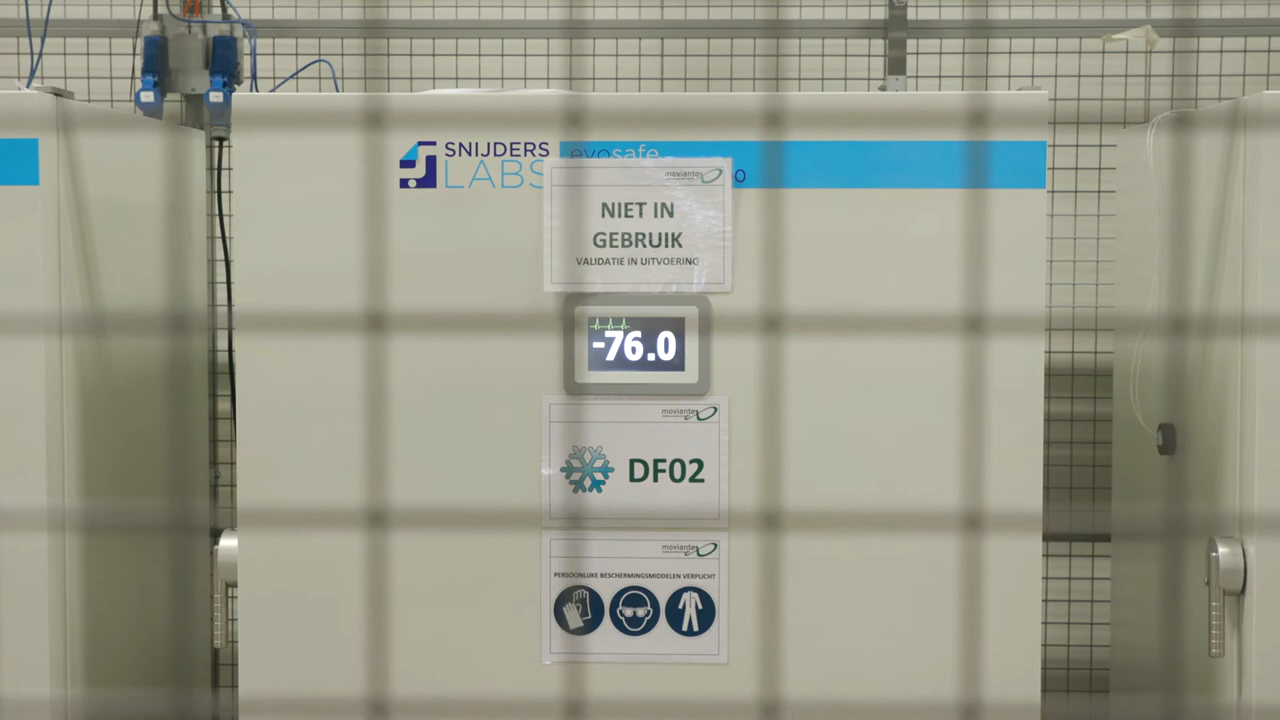 SNIJDERS
LABS
evosafe
movianto
NIET IN
GEBRUIK
VALIDATIE IN UITVOERING
-76.0
movianto
DF02
movianto
PERSOONLIJKE BESCHERMINGSMIDDELEN VERPLICHT